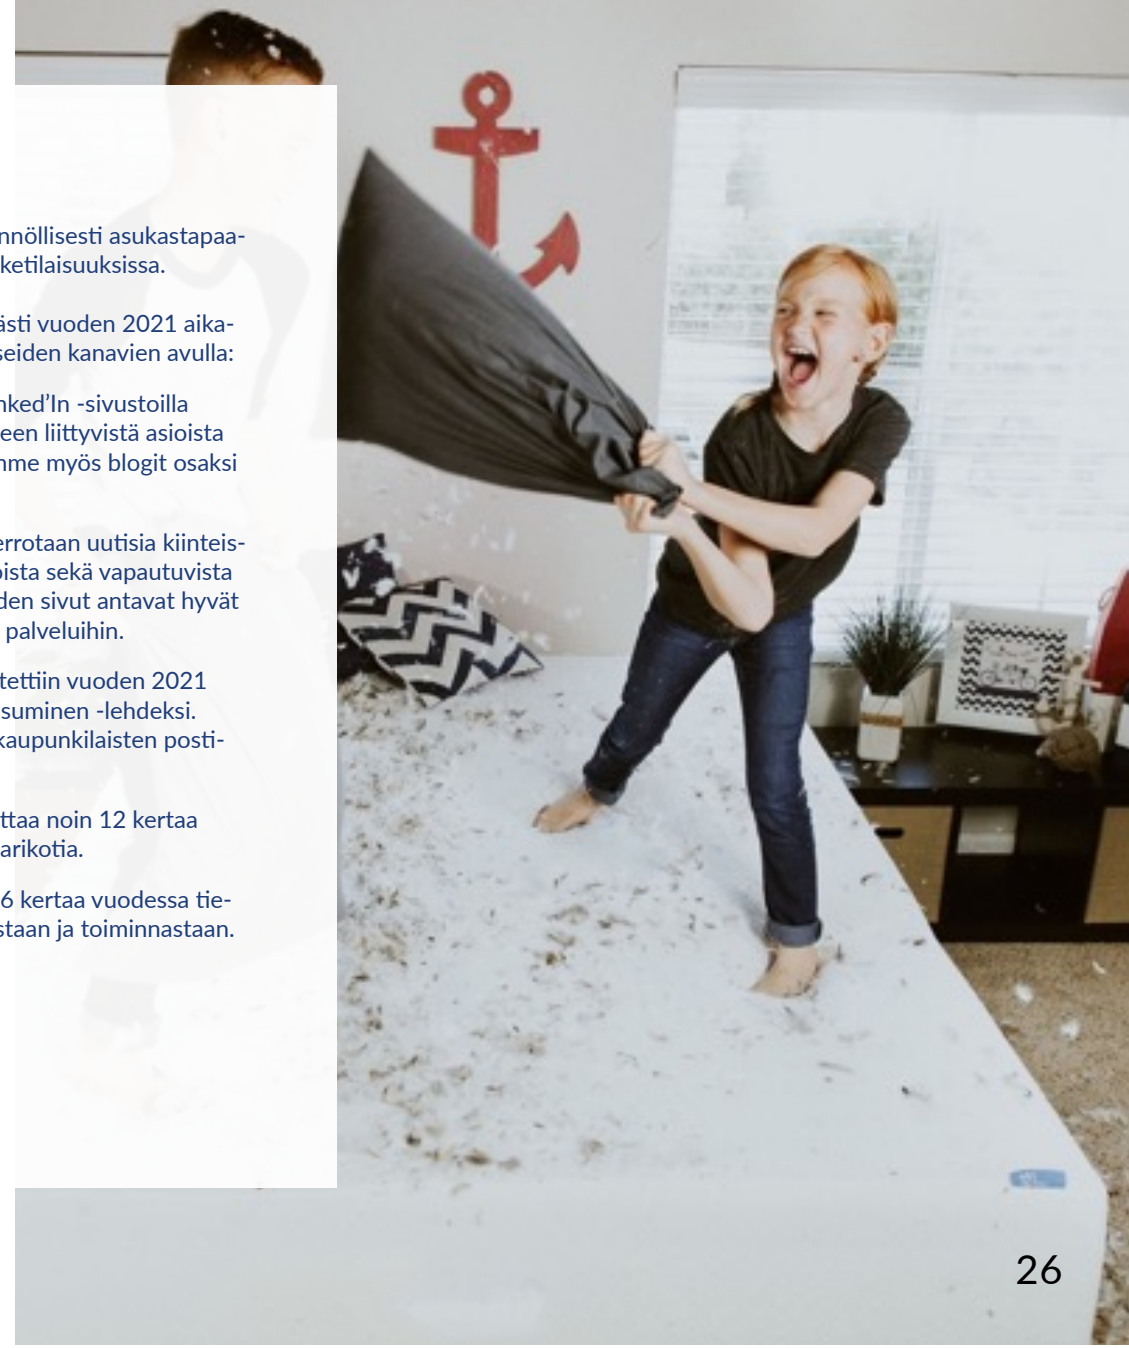 nnöllisesti asukastapaa-
ketilaisuuksissa.
ästi vuoden 2021 aika-
seiden kanavien avulla:
nked’In -sivustoilla
een liittyvistä asioista
nme myös blogit osaksi
errotaan uutisia kiinteis-
oista sekä vapautuvista
den sivut antavat hyvät
palveluihin.
tettiin vuoden 2021
suminen -lehdeksi.
kaupunkilaisten posti-
ttaa noin 12 kertaa
arikotia.
6 kertaa vuodessa tie-
staan ja toiminnastaan.
26